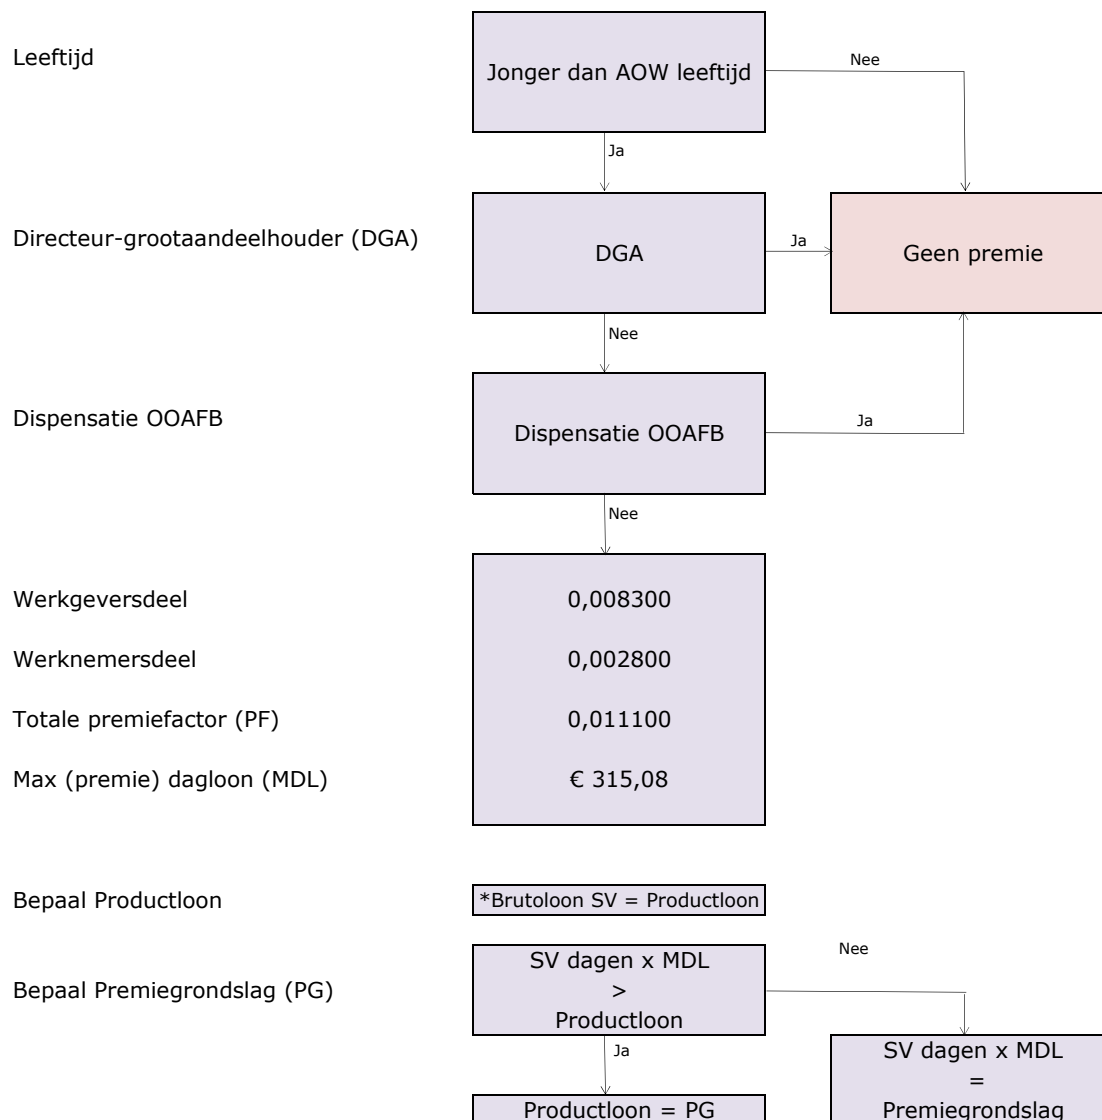 Leeftijd
Jonger dan AOW leeftijd
Nee
Ja
Directeur-grootaandeelhouder (DGA)
DGA
Ja
Geen premie
Nee
Dispensatie OOAFB
Dispensatie OOAFB
Ja
Nee
Werkgeversdeel
0,008300
Werknemersdeel
0,002800
Totale premiefactor (PF)
0,011100
Max (premie) dagloon (MDL)
€ 315,08
Bepaal Productloon
*Brutoloon SV = Productloon
Bepaal Premiegrondslag (PG)
SV dagen x MDL
>
Productloon
Nee
Ja
SV dagen x MDL
=
Premiegrondslag
Productloon = PG